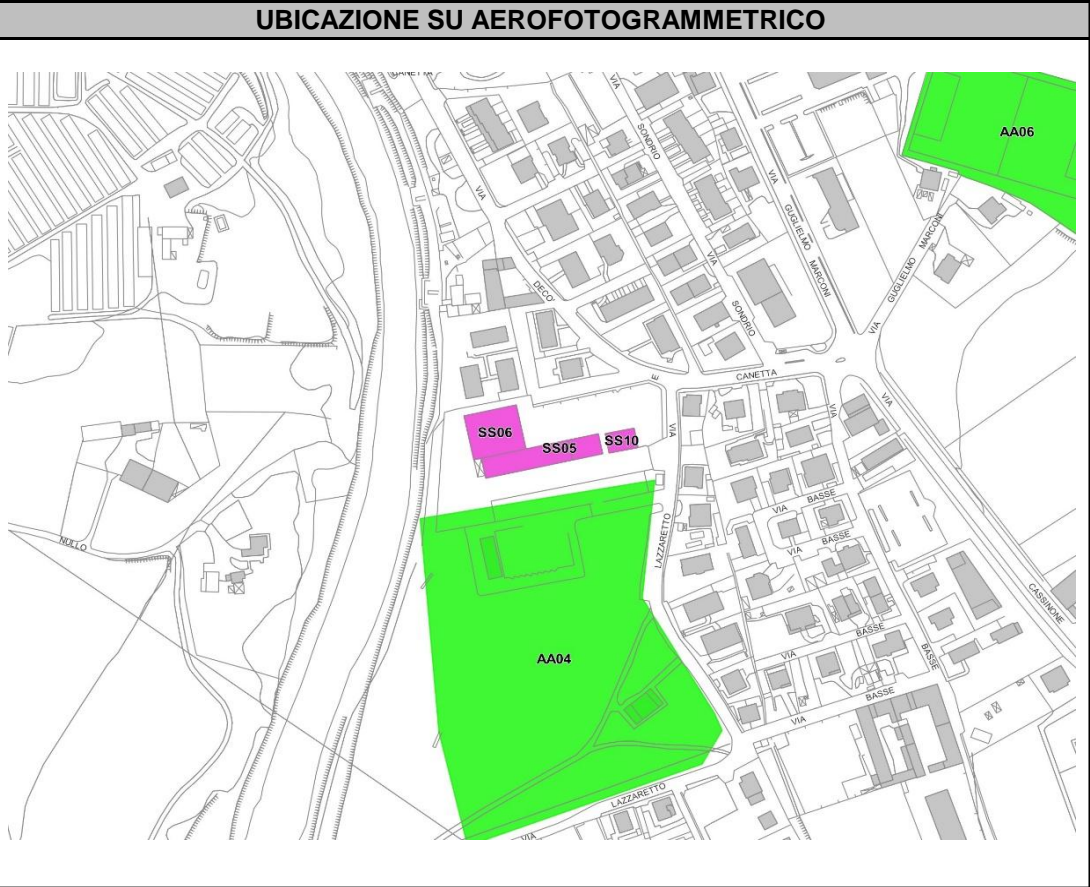 UBICAZIONE SU AEROFOTOGRAMMETRICO
CANETTA
VIA
SONDRIO
AA06
VIA
GUGLIELMO
MARCONI
GUGLIELMO MARCONI
VIA
VIA
SONDRIO
DECO'
E
CANETTA
VIA
VIA
VIA
SS06
SS05
SS10
BASSE
VIA
LAZZARETTO
NULLO
BASSE
VIA
CASSINONE
BASSE
AA04
VIA
BASSE
BASSE
VIA
LAZZARETTO
VIA